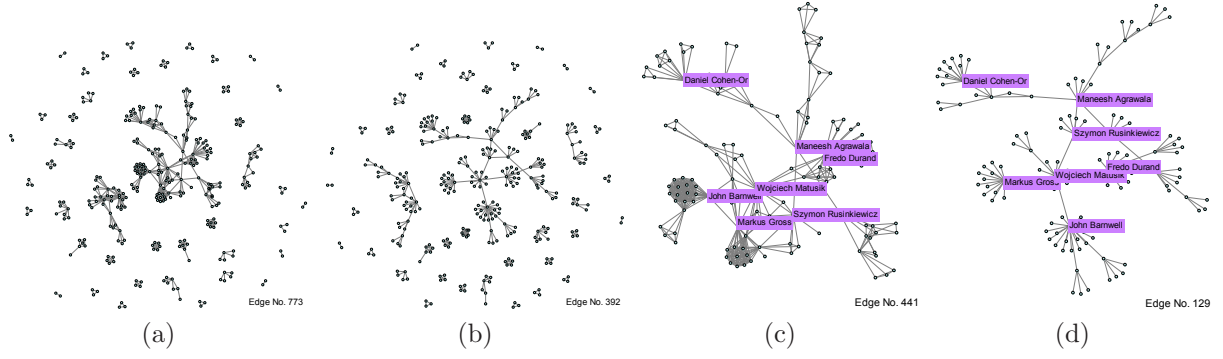 Edge No. 773
(a)
Edge No. 392
(b)
Daniel Cohen-Or
Maneesh Agrawala
Fredo Durand
Wojciech Matusik
John Barnwell
Szymon Rusinkiewicz
Markus Gross
Edge No. 441
(c)
Daniel Cohen-Or
Maneesh Agrawala
Szymon Rusinkiewicz
Fredo Durand
Wojciech Matusik
Markus Gross
John Barnwell
Edge No. 129
(d)